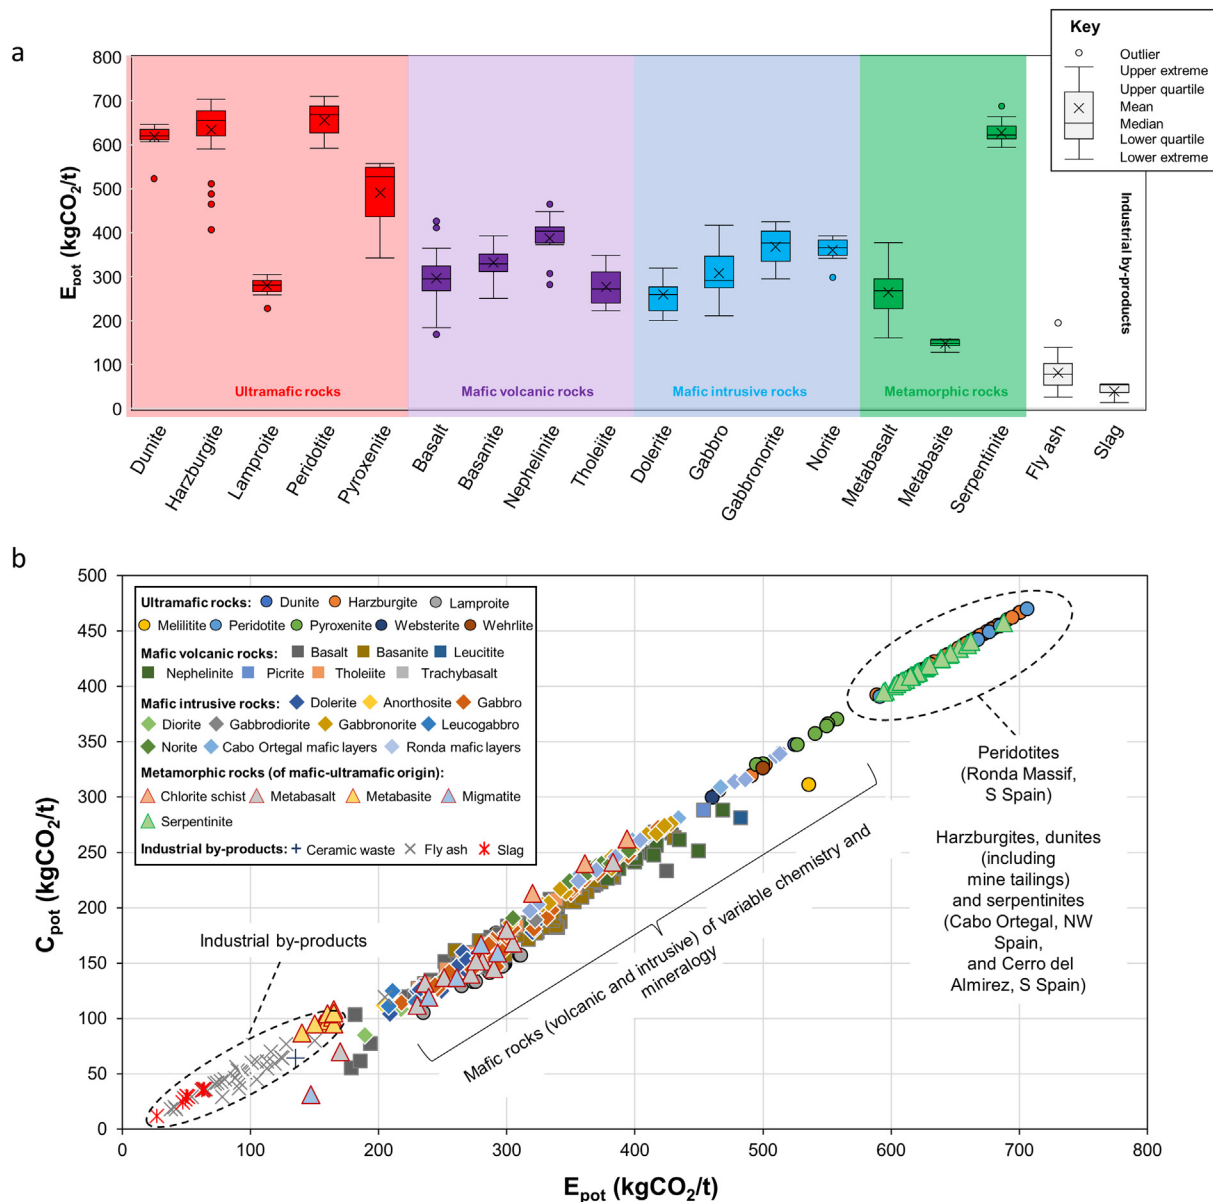 a
Key
Outlier
Upper extreme
Upper quartile
Mean
Median
Lower quartile
Lower extreme
800
700
600
500
400
300
200
100
0
E_pot (kgCO2/t)
Ultramafic rocks
Mafic volcanic rocks
Mafic intrusive rocks
Metamorphic rocks
Industrial by-products
Dunite
Harzburgite
Lamproite
Peridotite
Pyroxenite
Basalt
Basanite
Nephelinite
Tholeiite
Dolerite
Gabbro
Gabbronorite
Norite
Metabasalt
Metabasite
Serpentinite
Fly ash
Slag
b
500
450
400
350
300
250
200
150
100
50
0
C_pot (kgCO2/t)
Ultramafic rocks: Dunite Harzburgite Lamproite
Melilitite Peridotite Pyroxenite Websterite Wehrlite
Mafic volcanic rocks: Basalt Basanite Leucitite
Nephelinite Picrite Tholeiite Trachybasalt
Mafic intrusive rocks: Dolerite Anorthosite Gabbro
Diorite Gabbrodiorite Gabbronorite Leucogabbro
Norite Cabo Ortegal mafic layers Ronda mafic layers
Metamorphic rocks (of mafic-ultramafic origin):
Chlorite schist Metabasalt Metabasite Migmatite
Serpentinite
Industrial by-products: Ceramic waste Fly ash Slag
Industrial by-products
Mafic rocks (volcanic and intrusive) of variable chemistry and
mineralogy
Peridotites
(Ronda Massif,
S Spain)
Harzburgites, dunites
(including
mine tailings)
and serpentinites
(Cabo Ortegal, NW
Spain,
and Cerro del
Almirez, S Spain)
0 100 200 300 400 500 600 700 800
E_pot (kgCO2/t)